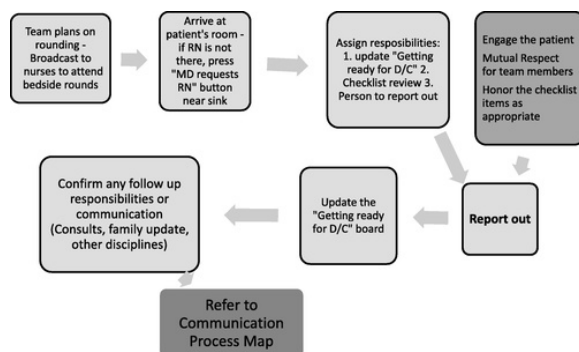 Team plans on
rounding -
Broadcast to
nurses to attend
bedside rounds
Arrive at
patient's room -
if RN is not
there, press
"MD requests
RN" button
near sink
Assign resposibilities:
1. update "Getting
ready for D/C" 2.
Checklist review 3.
Person to report out
Engage the patient
Mutual Respect
for team members
Honor the checklist
items as
appropriate
Report out
Update the
"Getting ready
for D/C" board
Confirm any follow up
responsibilities or
communication
(Consults, family update,
other disciplines)
Refer to
Communication
Process Map